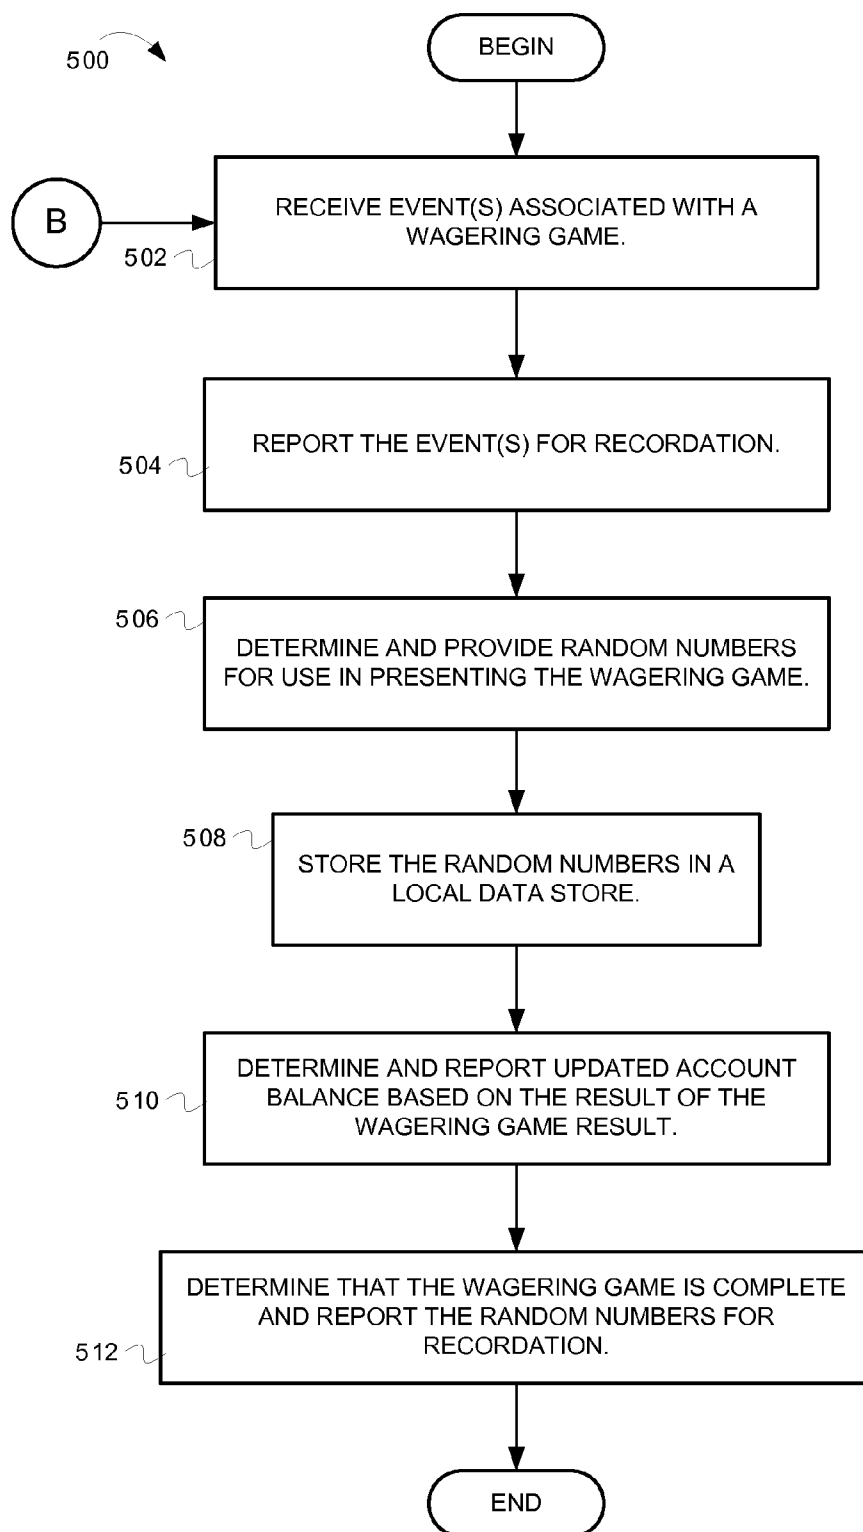 500
BEGIN
B
502
RECEIVE EVENT(S) ASSOCIATED WITH A
WAGERING GAME.
504
REPORT THE EVENT(S) FOR RECORDATION.
506
DETERMINE AND PROVIDE RANDOM NUMBERS
FOR USE IN PRESENTING THE WAGERING GAME.
508
STORE THE RANDOM NUMBERS IN A
LOCAL DATA STORE.
510
DETERMINE AND REPORT UPDATED ACCOUNT
BALANCE BASED ON THE RESULT OF THE
WAGERING GAME RESULT.
512
DETERMINE THAT THE WAGERING GAME IS COMPLETE
AND REPORT THE RANDOM NUMBERS FOR
RECORDATION.
END